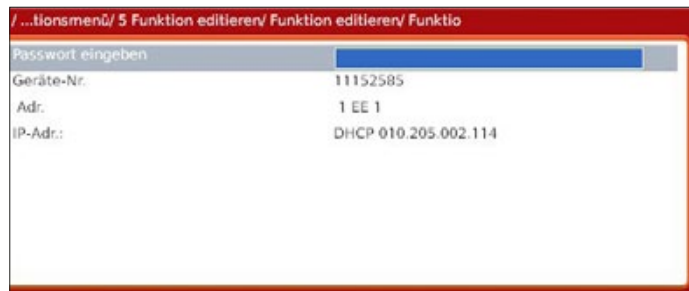 / ...tionsmenü/ 5 Funktion editieren/ Funktion editieren/ Funktio
Passwort eingeben
Geräte-Nr. 11152585
Adr. 1 EE 1
IP-Adr.: DHCP 010.205.002.114